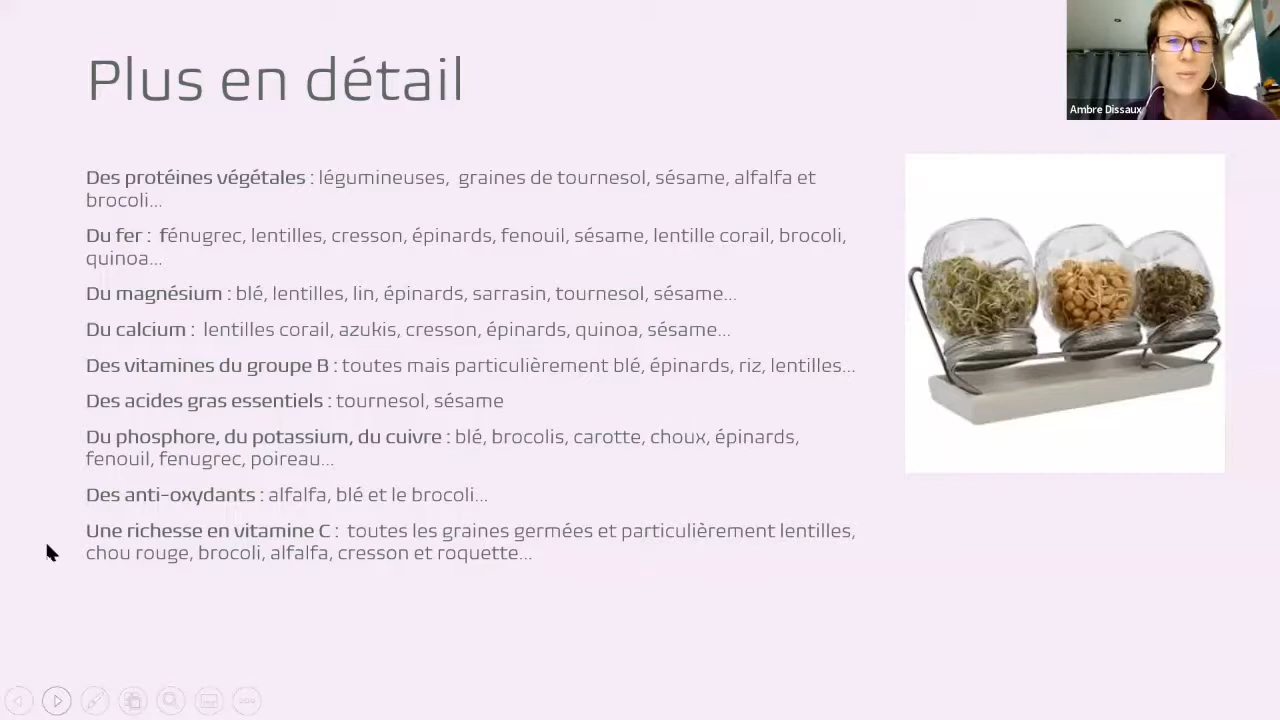 Plus en détail
Ambre Dissaux
Des protéines végétales : légumineuses,  graines de tournesol, sésame, alfalfa et
brocoli...
Du fer :  fénugrec, lentilles, cresson, épinards, fenouil, sésame, lentille corail, brocoli,
quinoa...
Du magnésium : blé, lentilles, lin, épinards, sarrasin, tournesol, sésame...
Du calcium :  lentilles corail, azukis, cresson, épinards, quinoa, sésame...
Des vitamines du groupe B : toutes mais particulièrement blé, épinards, riz, lentilles...
Des acides gras essentiels : tournesol, sésame
Du phosphore, du potassium, du cuivre : blé, brocolis, carotte, choux, épinards,
fenouil, fenugrec, poireau...
Des anti-oxydants : alfalfa, blé et le brocoli...
Une richesse en vitamine C :  toutes les graines germées et particulièrement lentilles,
chou rouge, brocoli, alfalfa, cresson et roquette...